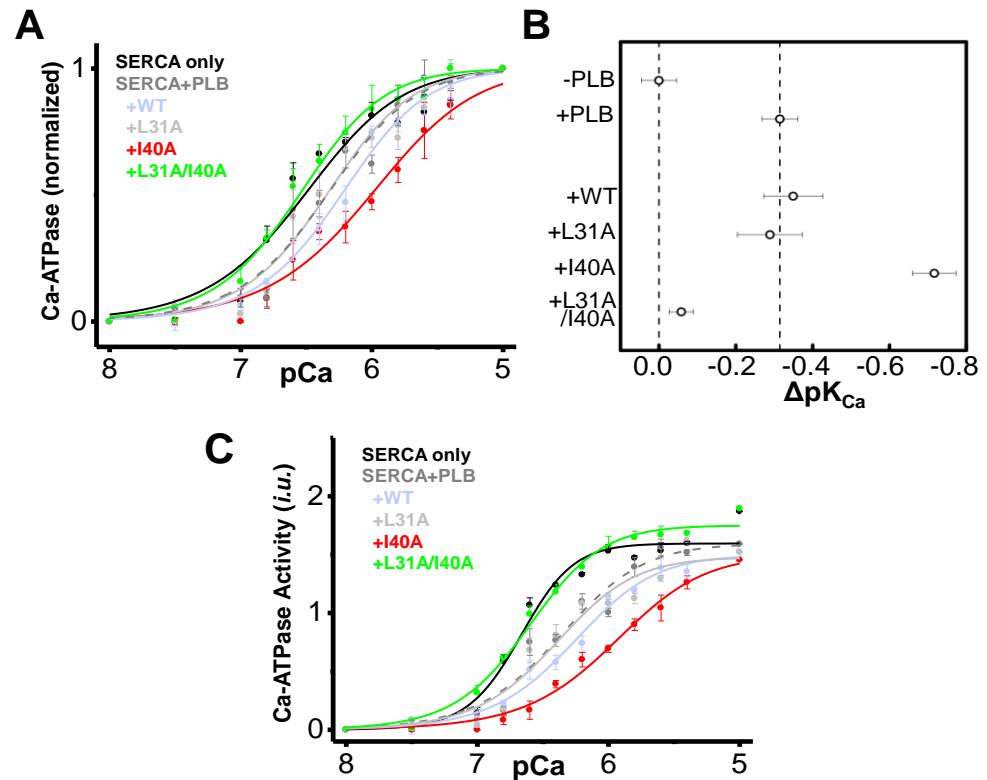 A
Ca-ATPase (normalized)
1
0
SERCA only
SERCA+PLB
+WT
+L31A
+I40A
+L31A/I40A
8
7
6
5
pCa
B
-PLB
+PLB
+WT
+L31A
+I40A
+L31A
/I40A
0.0
-0.2
-0.4
-0.6
-0.8
ΔpKCa
C
Ca-ATPase Activity (i.u.)
2
1
0
SERCA only
SERCA+PLB
+WT
+L31A
+I40A
+L31A/I40A
8
7
6
5
pCa